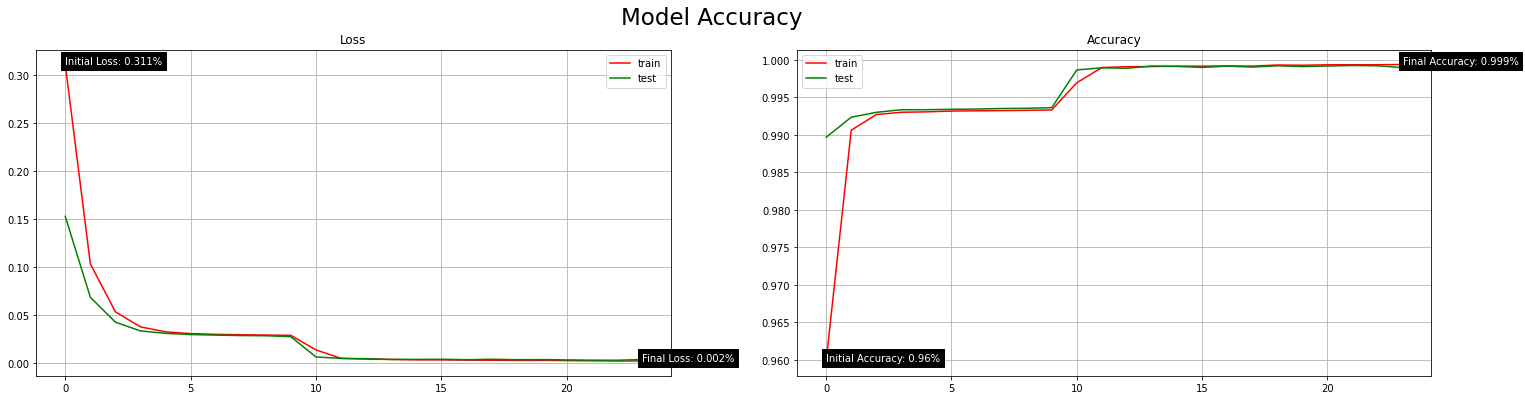 Model Accuracy
Loss
Initial Loss: 0.311%
train
test
0.30
0.25
0.20
0.15
0.10
0.05
0.00
Final Loss: 0.002%
0
5
10
15
20
Accuracy
train
test
Final Accuracy: 0.999%
1.000
0.995
0.990
0.985
0.980
0.975
0.970
0.965
0.960
Initial Accuracy: 0.96%
0
5
10
15
20